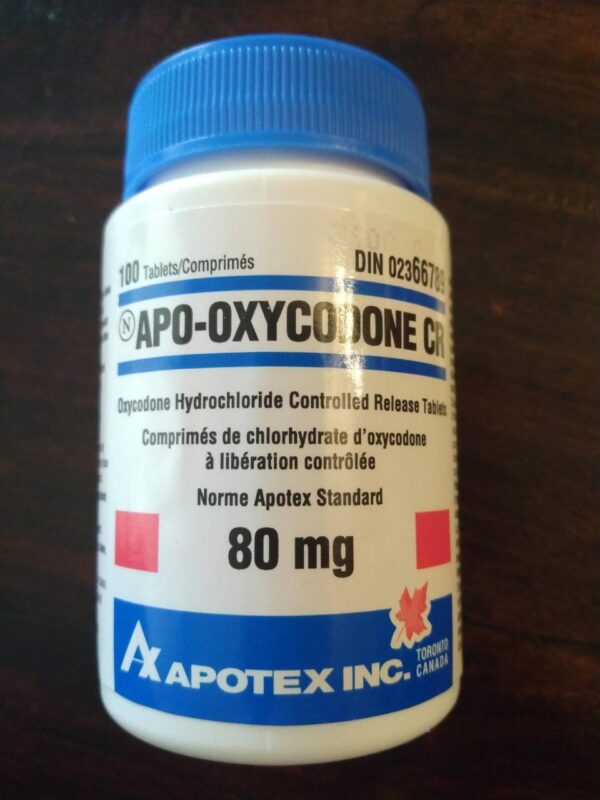 100 Tablets/Comprimés
DIN 02366789
N APO-OXYCODONE CR
Oxycodone Hydrochloride Controlled Release Tablets
Comprimés de chlorhydrate d'oxycodone
à libération contrôlée
Norme Apotex Standard
80 mg
APOTEX INC.
TORONTO
CANADA